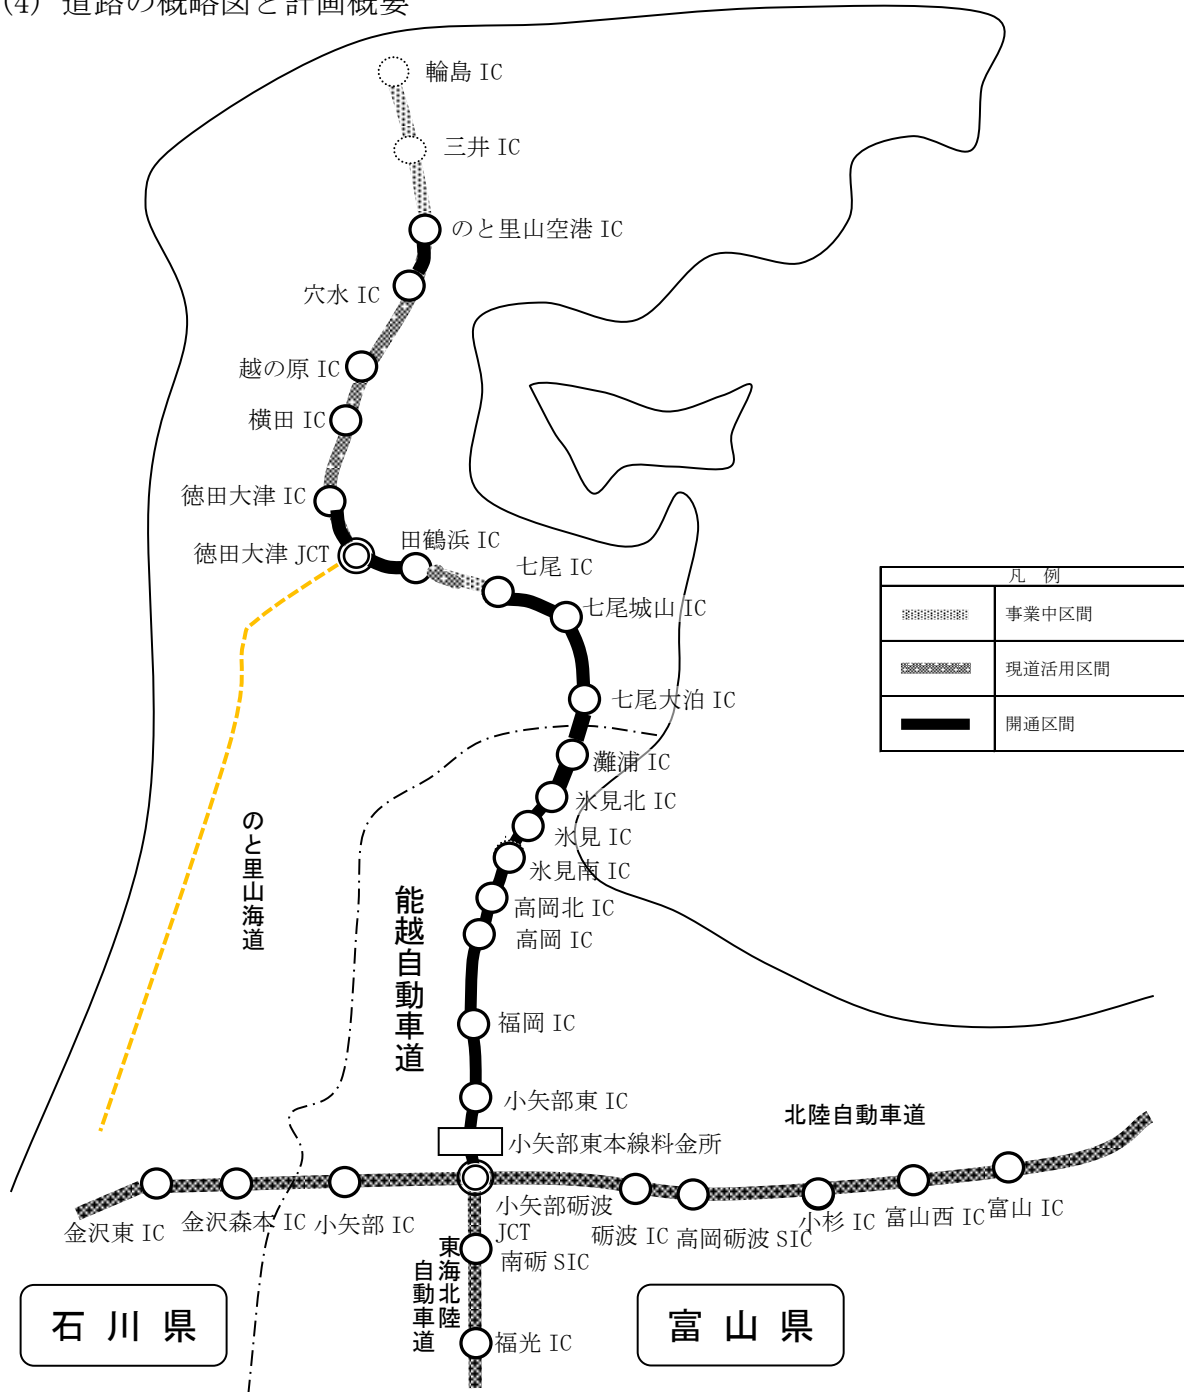 (4) 道路の概略図と計画概要
輪島 IC
三井 IC
のと里山空港 IC
穴水 IC
越の原 IC
横田 IC
徳田大津 IC
徳田大津 JCT
田鶴浜 IC
七尾 IC
七尾城山 IC
七尾大泊 IC
灘浦 IC
氷見北 IC
氷見 IC
氷見南 IC
高岡北 IC
高岡 IC
福岡 IC
小矢部東 IC
小矢部東本線料金所
凡 例
事業中区間
現道活用区間
開通区間
のと里山海道
能越自動車道
北陸自動車道
金沢東 IC
金沢森本 IC
小矢部 IC
小矢部砺波
JCT
砺波 IC
高岡砺波 SIC
小杉 IC
富山西 IC
富山 IC
南砺 SIC
東海北陸
自動車道
福光 IC
石 川 県
富 山 県